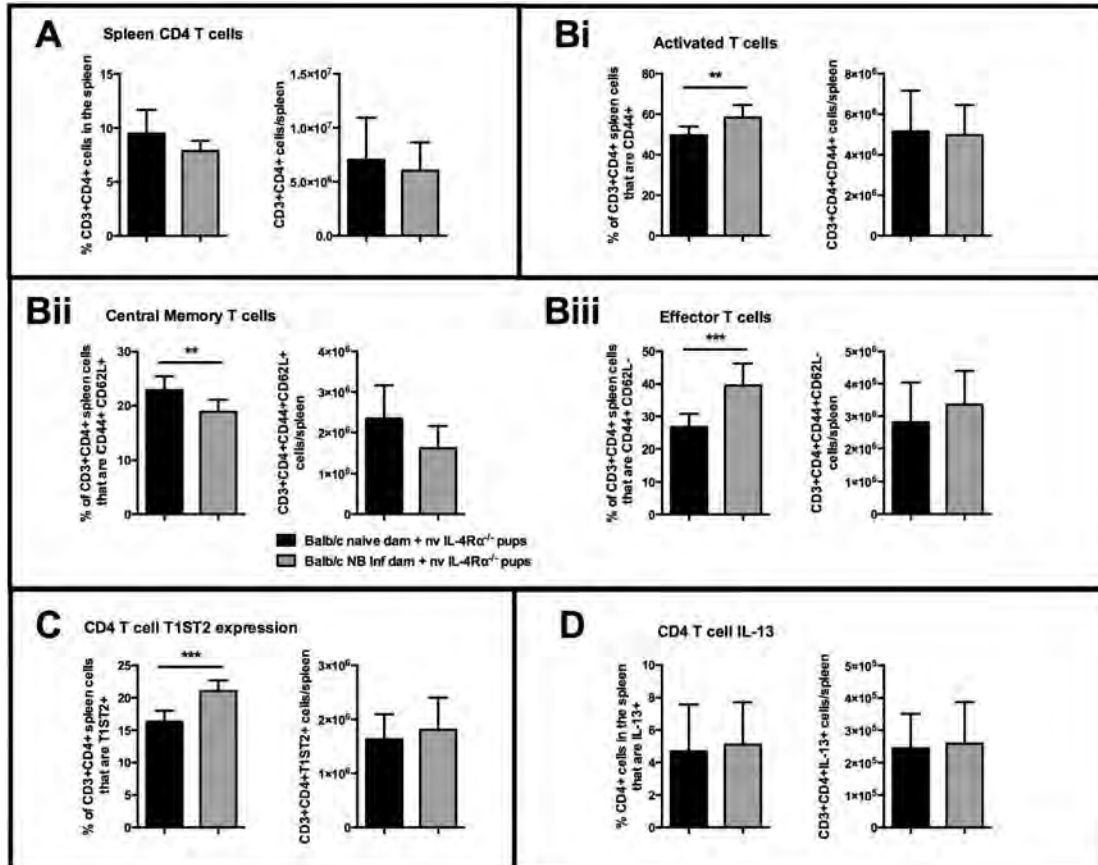 A
Spleen CD4 T cells
% CD3+CD4+ cells in the spleen
15
10
5
0
CD3+CD4+ cells/spleen
1.5×10⁷
1.0×10⁷
5.0×10⁶
0.0
Bi
Activated T cells
% of CD3+CD4+ spleen cells
that are CD44+
80
60
40
20
0
**
CD3+CD4+CD44+ cells/spleen
8×10⁶
6×10⁶
4×10⁶
2×10⁶
0
Bii
Central Memory T cells
% of CD3+CD4+ spleen cells
that are CD44+ CD62L+
30
20
10
0
**
CD3+CD4+CD44+CD62L+
cells/spleen
4×10⁶
3×10⁶
2×10⁶
1×10⁶
0
Biii
Effector T cells
% of CD3+CD4+ spleen cells
that are CD44+ CD62L-
50
40
30
20
10
0
***
CD3+CD4+CD44+CD62L-
cells/spleen
5×10⁶
4×10⁶
3×10⁶
2×10⁶
1×10⁶
0
Balb/c naive dam + nv IL-4Rα⁻/⁻ pups
Balb/c NB Inf dam + nv IL-4Rα⁻/⁻ pups
C
CD4 T cell T1ST2 expression
% of CD3+CD4+ spleen cells
that are T1ST2+
25
20
15
10
5
0
***
CD3+CD4+T1ST2+ cells/spleen
3×10⁶
2×10⁶
1×10⁶
0
D
CD4 T cell IL-13
% CD4+ cells in the spleen
that are IL-13+
10
8
6
4
2
0
CD3+CD4+IL-13+ cells/spleen
5×10⁵
4×10⁵
3×10⁵
2×10⁵
1×10⁵
0